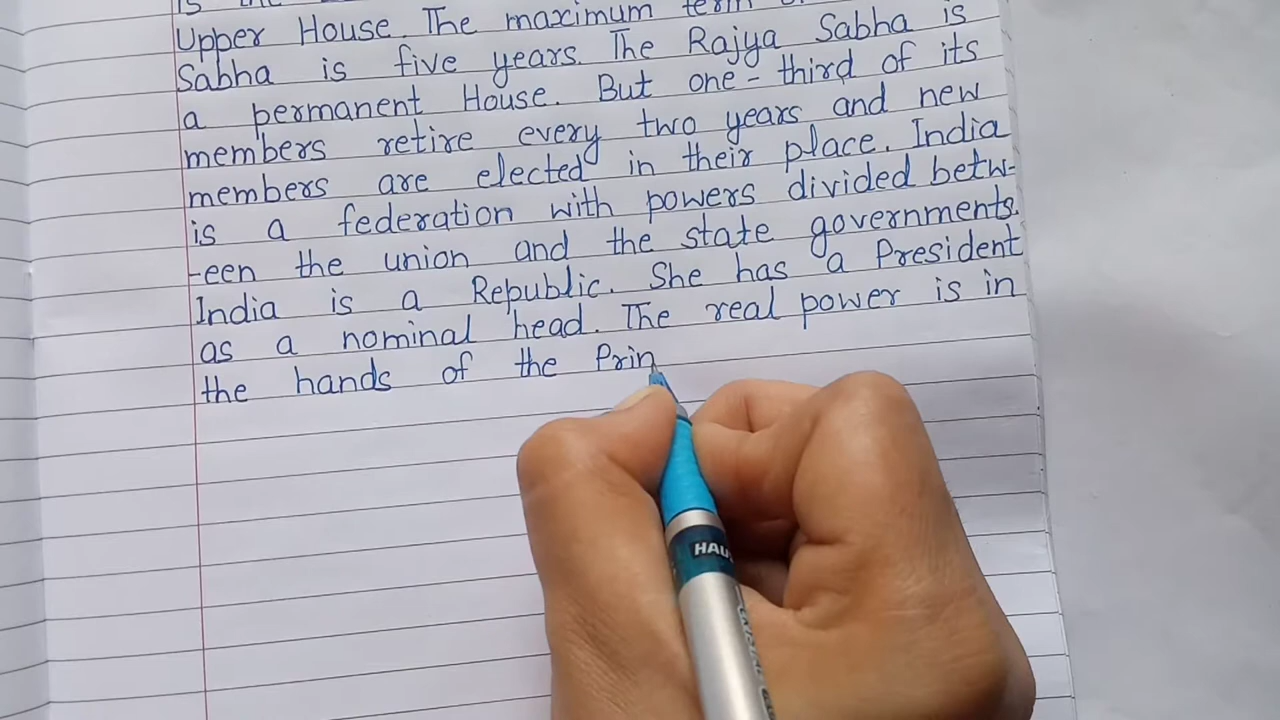 is the
Upper House. The maximum term
Sabha is five years. The Rajya Sabha is
a permanent House. But one-third of its
members retire every two years and new
members are elected in their place. India
is a federation with powers divided betw-
-een the union and the state governments.
India is a Republic. She has a President
as a nominal head. The real power is in
the hands of the Prin
HAU